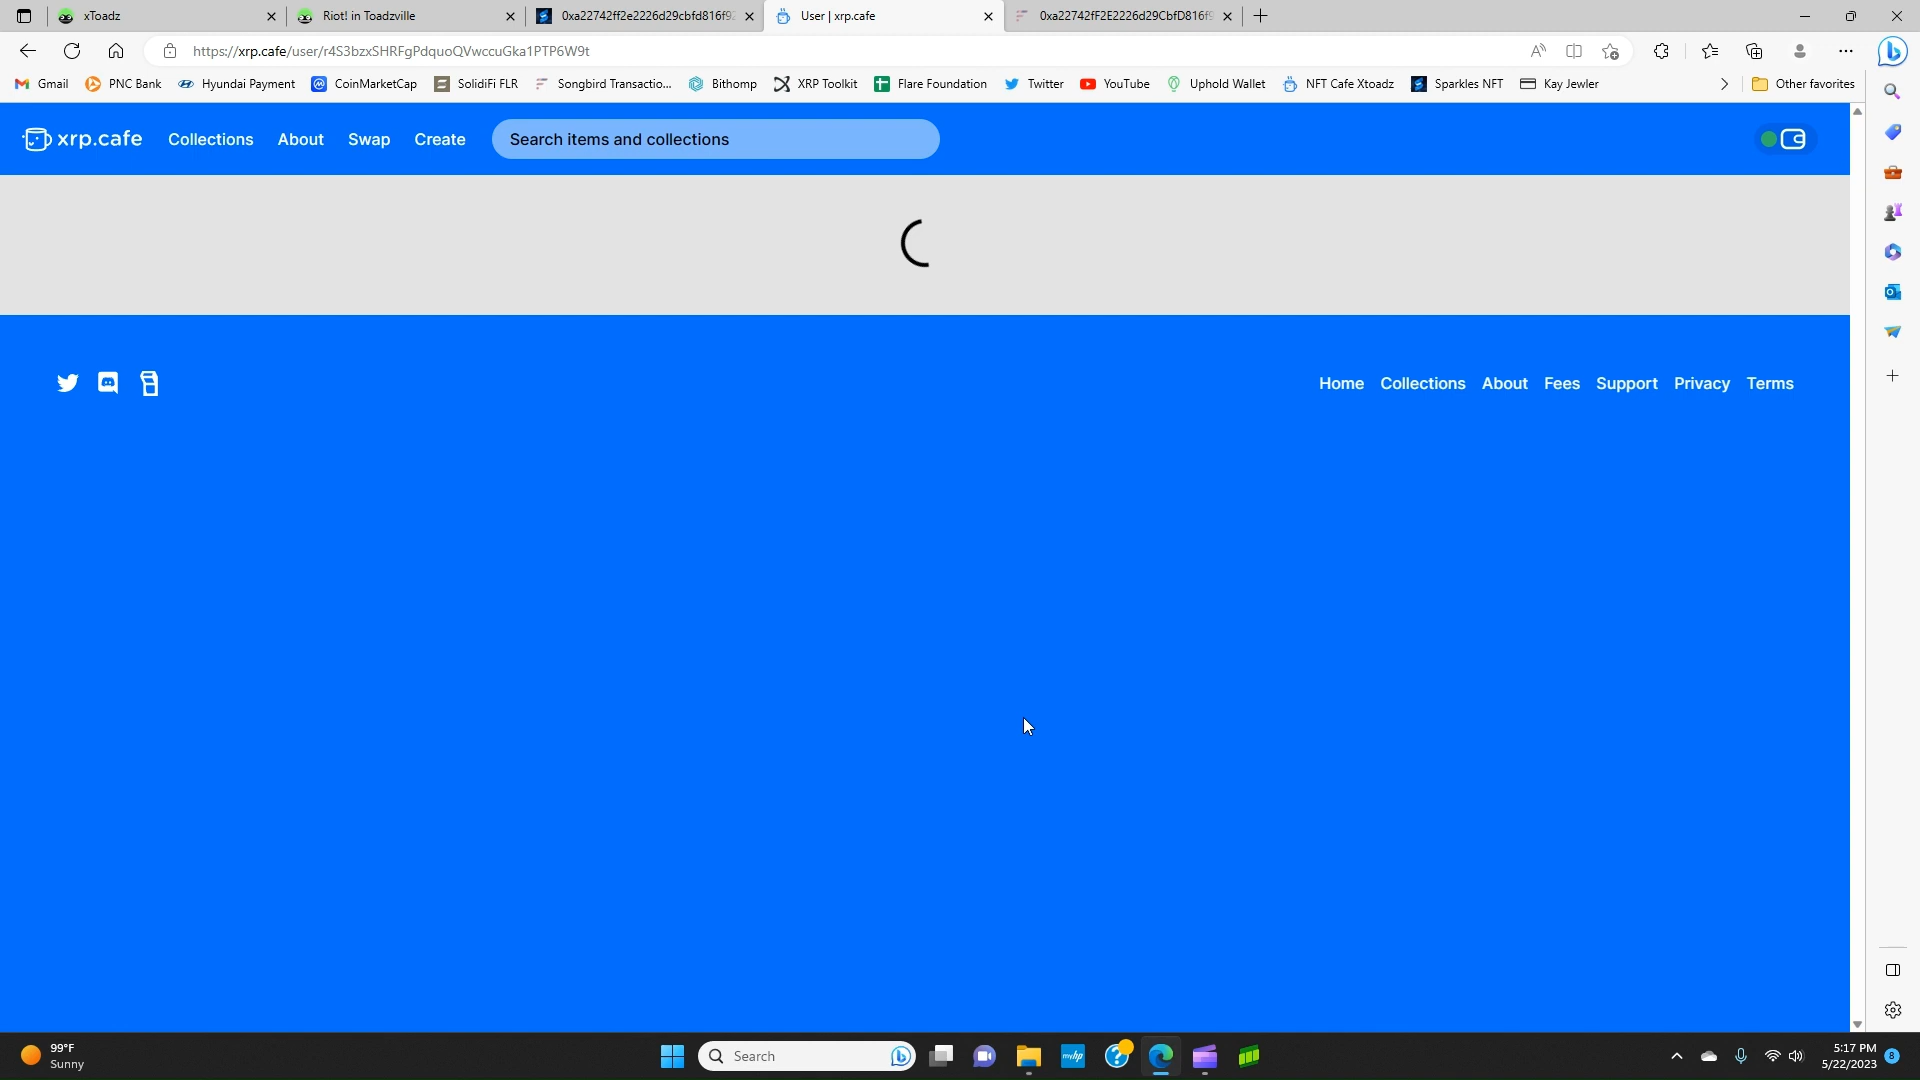 xToadz
Riot! in Toadzville
0xa22742ff2e2226d29cbfd816f92
User | xrp.cafe
0xa22742fF2E2226d29CbfD816f9
https://xrp.cafe/user/r4S3bzxSHRFgPdquoQVwccuGka1PTP6W9t
Gmail
PNC Bank
Hyundai Payment
CoinMarketCap
SolidiFi FLR
Songbird Transactio...
Bithomp
XRP Toolkit
Flare Foundation
Twitter
YouTube
Uphold Wallet
NFT Cafe Xtoadz
Sparkles NFT
Kay Jewler
Other favorites
xrp.cafe
Collections
About
Swap
Create
Search items and collections
Home
Collections
About
Fees
Support
Privacy
Terms
99°F
Sunny
Search
myhp
5:17 PM
5/22/2023
8